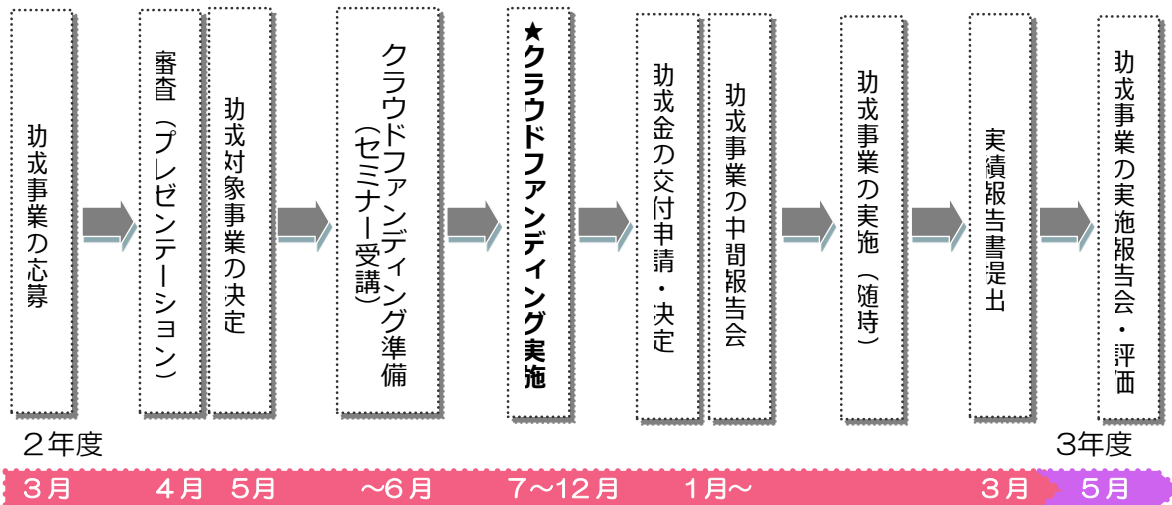 助成事業の応募
審査（プレゼンテーション）
助成対象事業の決定
クラウドファンディング準備
（セミナー受講）
★クラウドファンディング実施
助成金の交付申請・決定
助成事業の中間報告会
助成事業の実施（随時）
実績報告書提出
助成事業の実施報告会・評価
２年度
3年度
３月
４月
5月
～６月
７～１２月
１月～
３月
５月